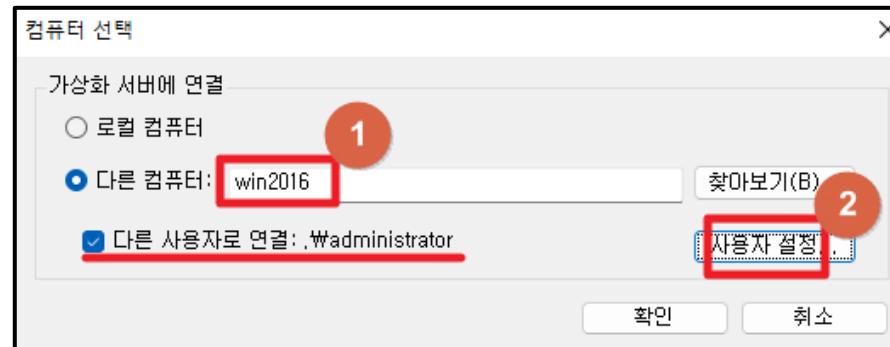 컴퓨터 선택
가상화 서버에 연결
로컬 컴퓨터
1
다른 컴퓨터: win2016 찾아보기(B)...
2
다른 사용자로 연결: .₩administrator 사용자 설정...
확인 취소